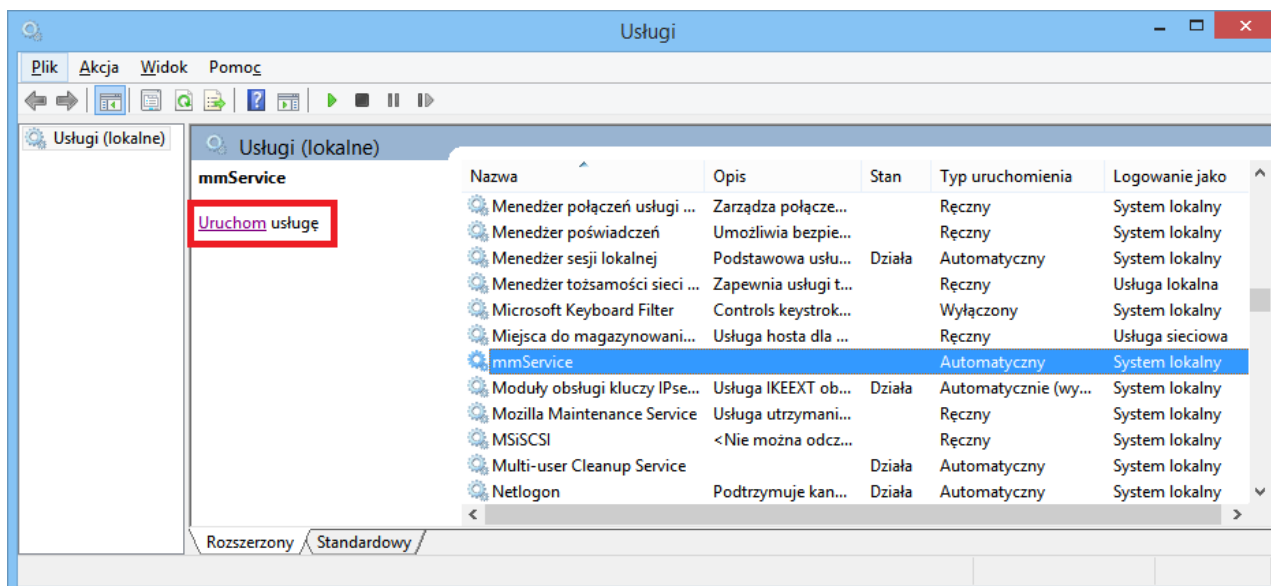 Usługi
Plik Akcja Widok Pomoc
Usługi (lokalne)
Usługi (lokalne)
mmService
Uruchom usługę
Nazwa Opis Stan Typ uruchomienia Logowanie jako
Menedżer połączeń usługi ... Zarządza połącze... Ręczny System lokalny
Menedżer poświadczeń Umożliwia bezpie... Ręczny System lokalny
Menedżer sesji lokalnej Podstawowa usłu... Działa Automatyczny System lokalny
Menedżer tożsamości sieci ... Zapewnia usługi t... Ręczny Usługa lokalna
Microsoft Keyboard Filter Controls keystrok... Wyłączony System lokalny
Miejsca do magazynowani... Usługa hosta dla ... Ręczny Usługa sieciowa
mmService Automatyczny System lokalny
Moduły obsługi kluczy IPse... Usługa IKEEXT ob... Działa Automatycznie (wy... System lokalny
Mozilla Maintenance Service Usługa utrzymani... Ręczny System lokalny
MSiSCSI <Nie można odcz... Ręczny System lokalny
Multi-user Cleanup Service Działa Automatyczny System lokalny
Netlogon Podtrzymuje kan... Działa Automatyczny System lokalny
Rozszerzony Standardowy